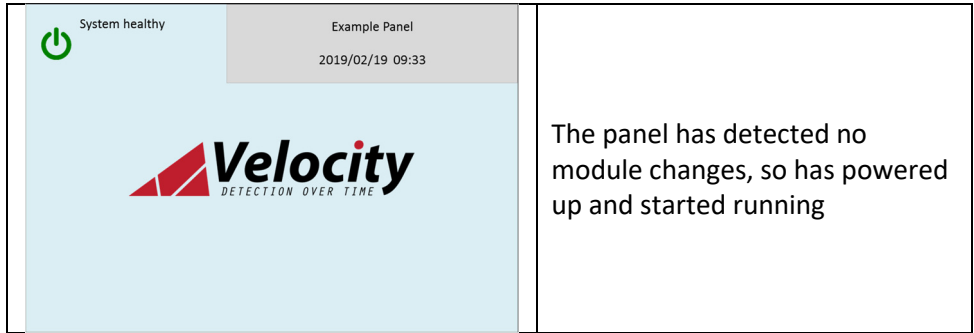 System healthy
Example Panel
2019/02/19 09:33
Velocity
DETECTION OVER TIME
The panel has detected no
module changes, so has powered
up and started running